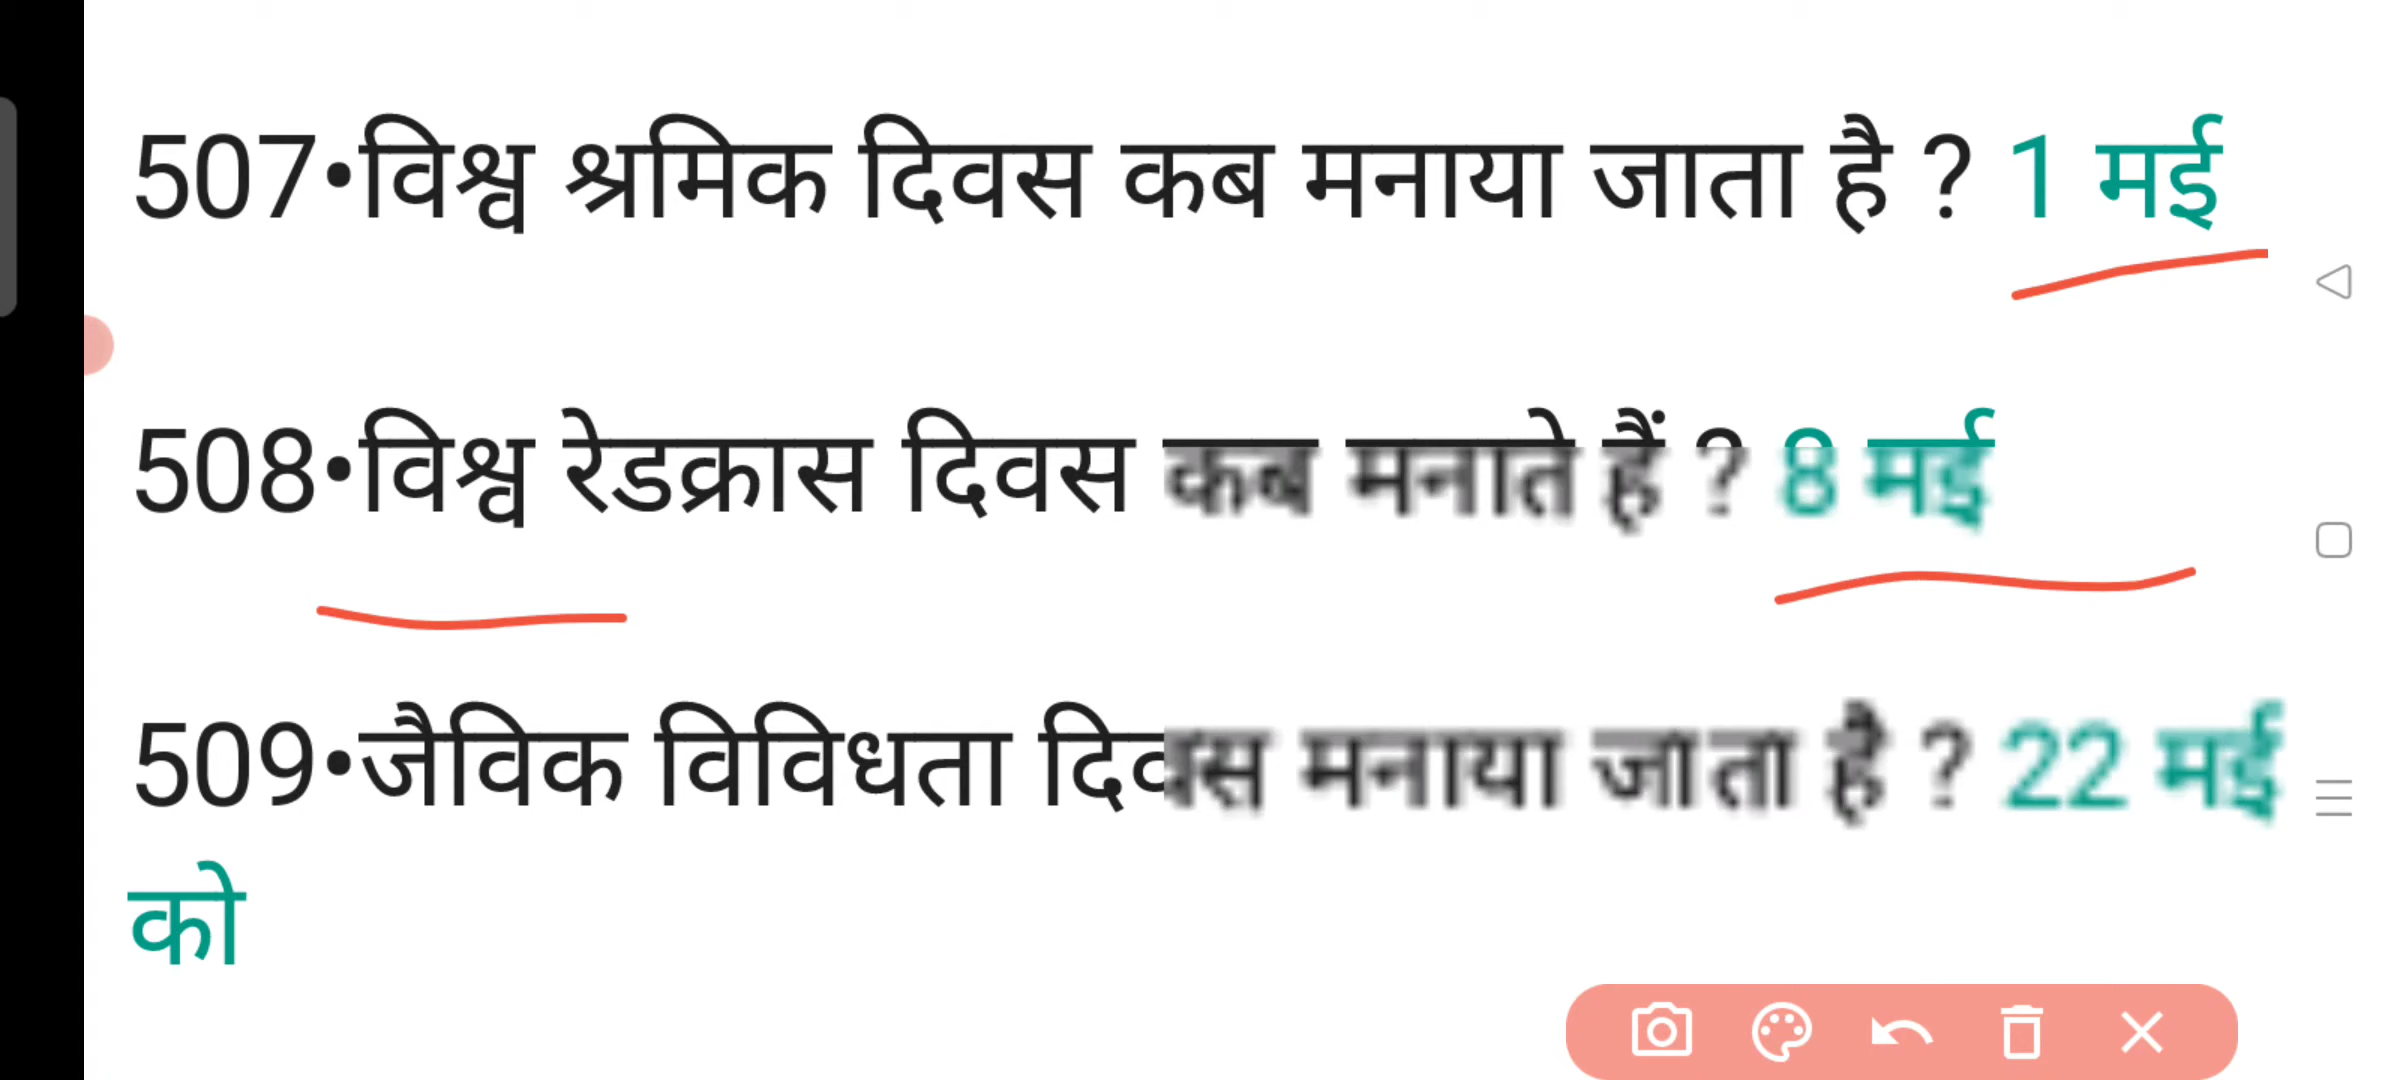 507•विश्व श्रमिक दिवस कब मनाया जाता है ? 1 मई
508•विश्व रेडक्रास दिवस कब मनाते हैं ? 8 मई
509•जैविक विविधता दिवस मनाया जाता है ? 22 मई
को